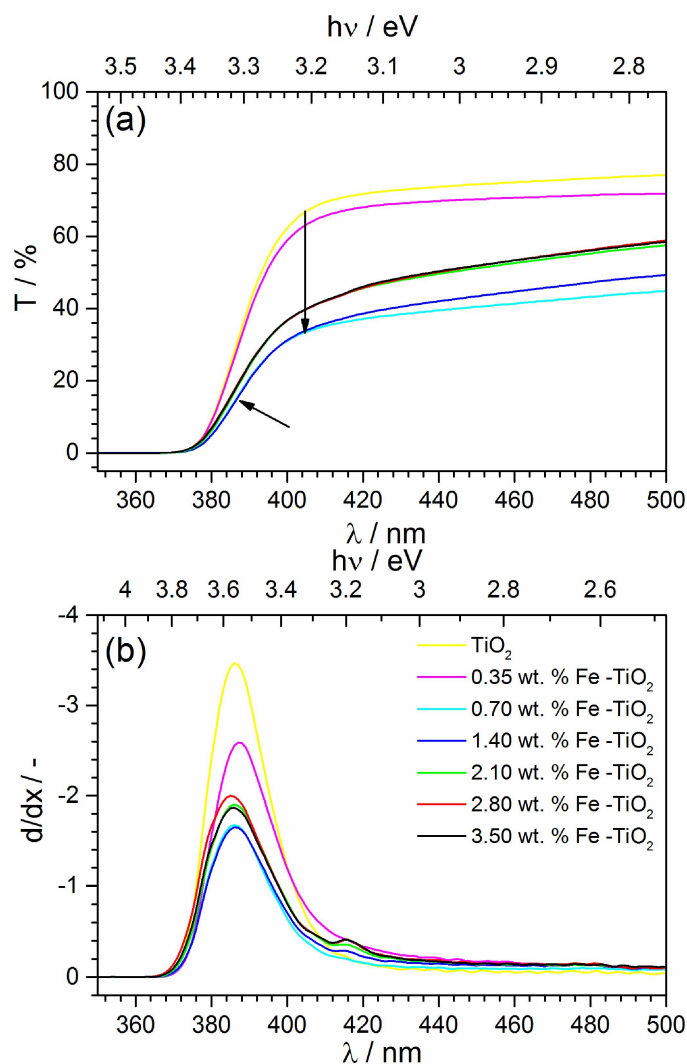 hν / eV
3.5 3.4 3.3 3.2 3.1 3 2.9 2.8
100
(a)
80
60
T / %
40
20
0
360 380 400 420 440 460 480 500
λ / nm
hν / eV
4 3.8 3.6 3.4 3.2 3 2.8 2.6
-4
(b)
TiO₂
0.35 wt. % Fe -TiO₂
-3
0.70 wt. % Fe -TiO₂
1.40 wt. % Fe -TiO₂
2.10 wt. % Fe -TiO₂
-2
2.80 wt. % Fe -TiO₂
3.50 wt. % Fe -TiO₂
d/dx / -
-1
0
360 380 400 420 440 460 480 500
λ / nm